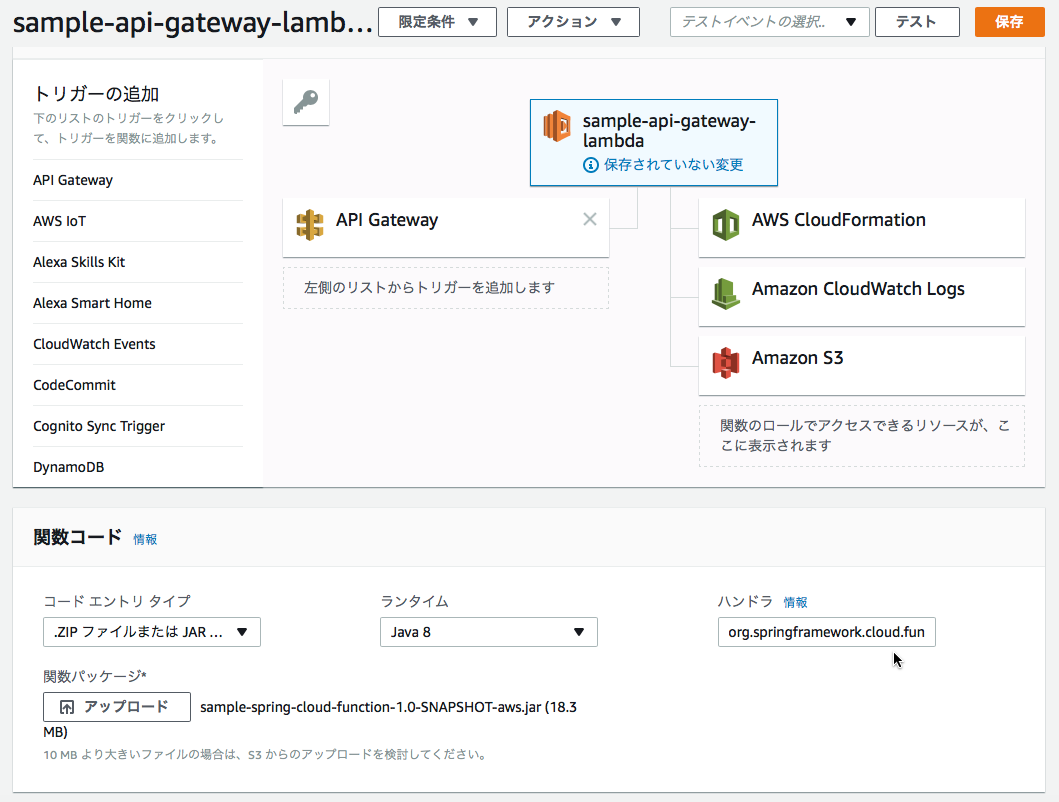 sample-api-gateway-lamb...
限定条件
アクション
テストイベントの選択..
テスト
保存
トリガーの追加
下のリストのトリガーをクリックし
て、トリガーを関数に追加します。
API Gateway
AWS IoT
Alexa Skills Kit
Alexa Smart Home
CloudWatch Events
CodeCommit
Cognito Sync Trigger
DynamoDB
sample-api-gateway-
lambda
保存されていない変更
API Gateway
左側のリストからトリガーを追加します
AWS CloudFormation
Amazon CloudWatch Logs
Amazon S3
関数のロールでアクセスできるリソースが、こ
こに表示されます
関数コード 情報
コード エントリ タイプ
.ZIP ファイルまたは JAR ...
ランタイム
Java 8
ハンドラ 情報
org.springframework.cloud.fun
関数パッケージ*
アップロード
sample-spring-cloud-function-1.0-SNAPSHOT-aws.jar (18.3
MB)
10 MB より大きいファイルの場合は、S3 からのアップロードを検討してください。